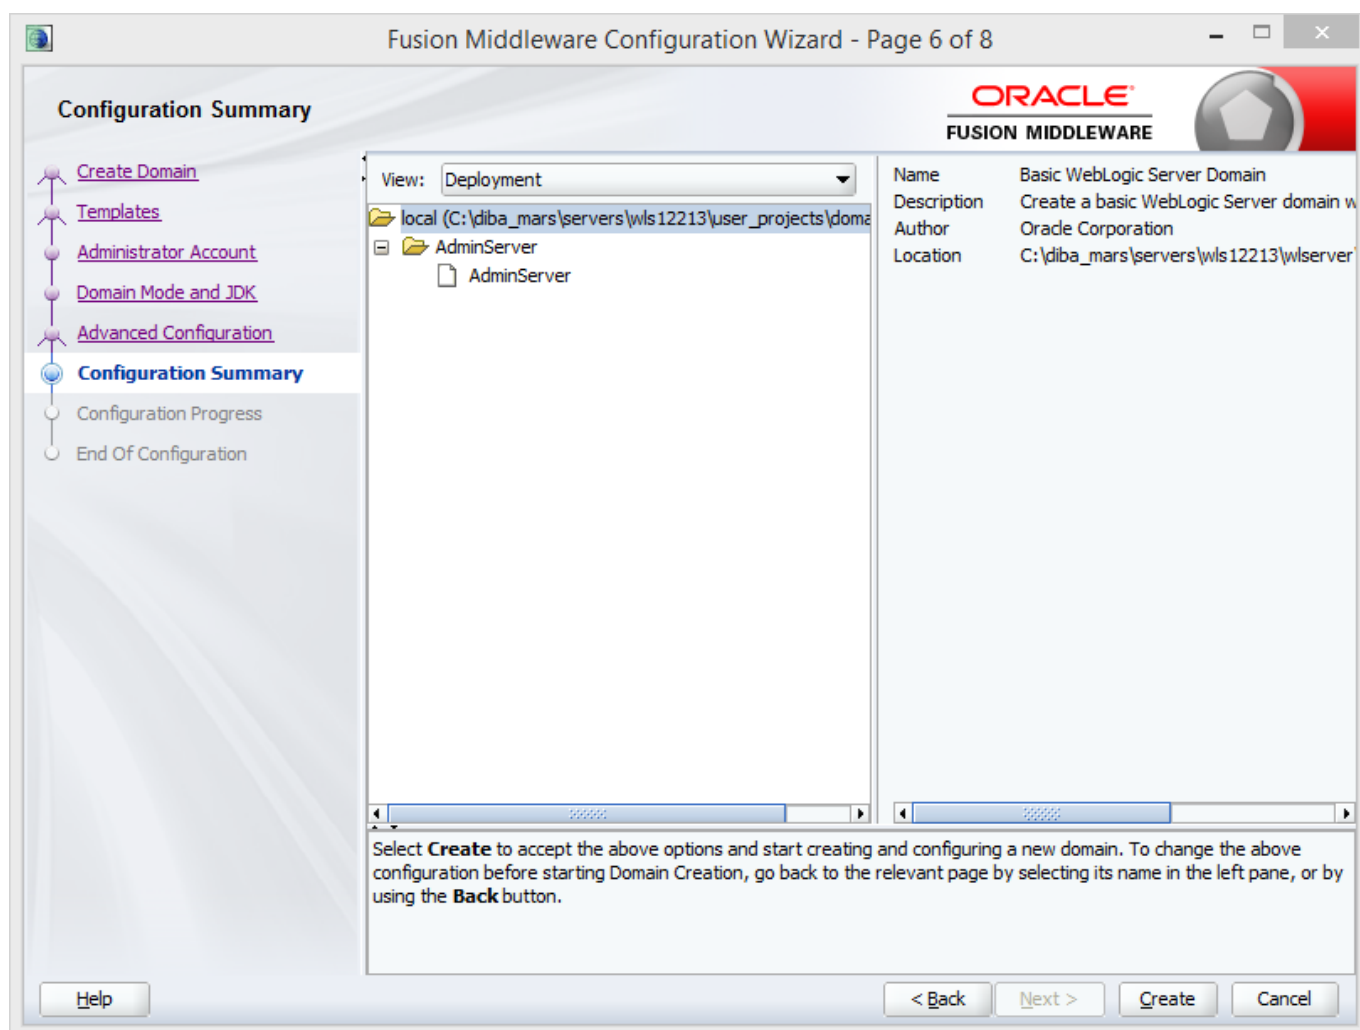 Fusion Middleware Configuration Wizard - Page 6 of 8
Configuration Summary
ORACLE
FUSION MIDDLEWARE
Create Domain
Templates
Administrator Account
Domain Mode and JDK
Advanced Configuration
Configuration Summary
Configuration Progress
End Of Configuration
View: Deployment
local (C:\diba_mars\servers\wls12213\user_projects\doma
AdminServer
AdminServer
Name Basic WebLogic Server Domain
Description Create a basic WebLogic Server domain w
Author Oracle Corporation
Location C:\diba_mars\servers\wls12213\wlserver
Select Create to accept the above options and start creating and configuring a new domain. To change the above
configuration before starting Domain Creation, go back to the relevant page by selecting its name in the left pane, or by
using the Back button.
Help
< Back
Next >
Create
Cancel